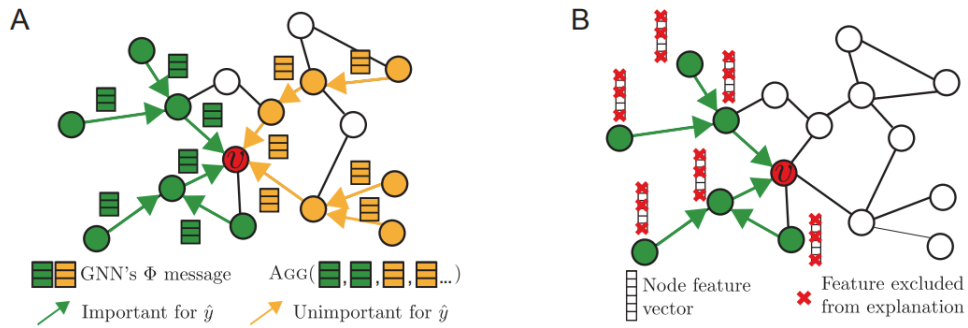 A
B
υ
υ
GNN's Φ message
AGG( , , , ...)
Important for ŷ
Unimportant for ŷ
Node feature
vector
Feature excluded
from explanation